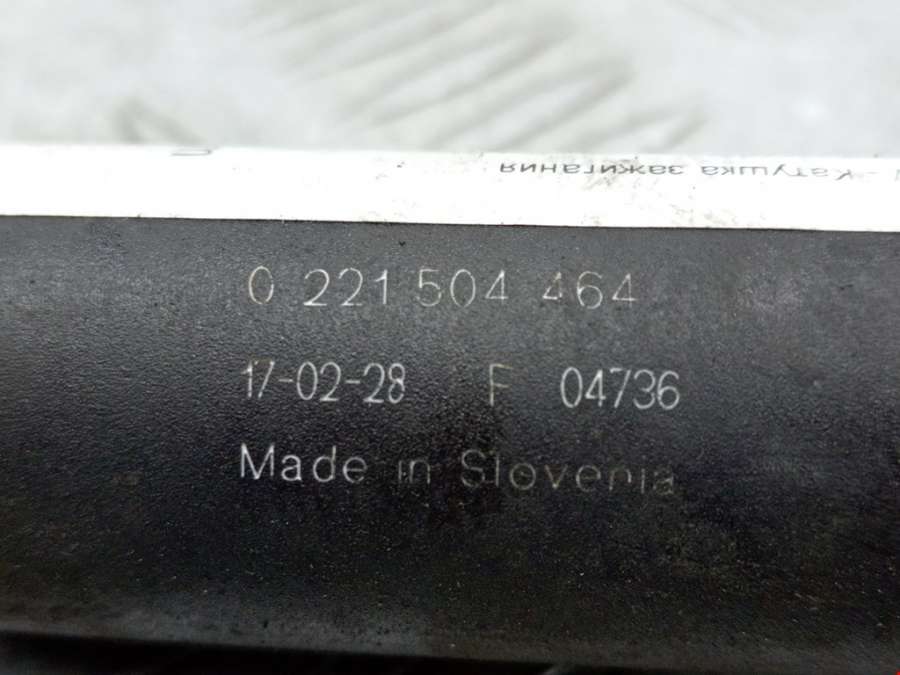 Катушка зажигания
0 221 504 464
17-02-28 F 04736
Made in Slovenia